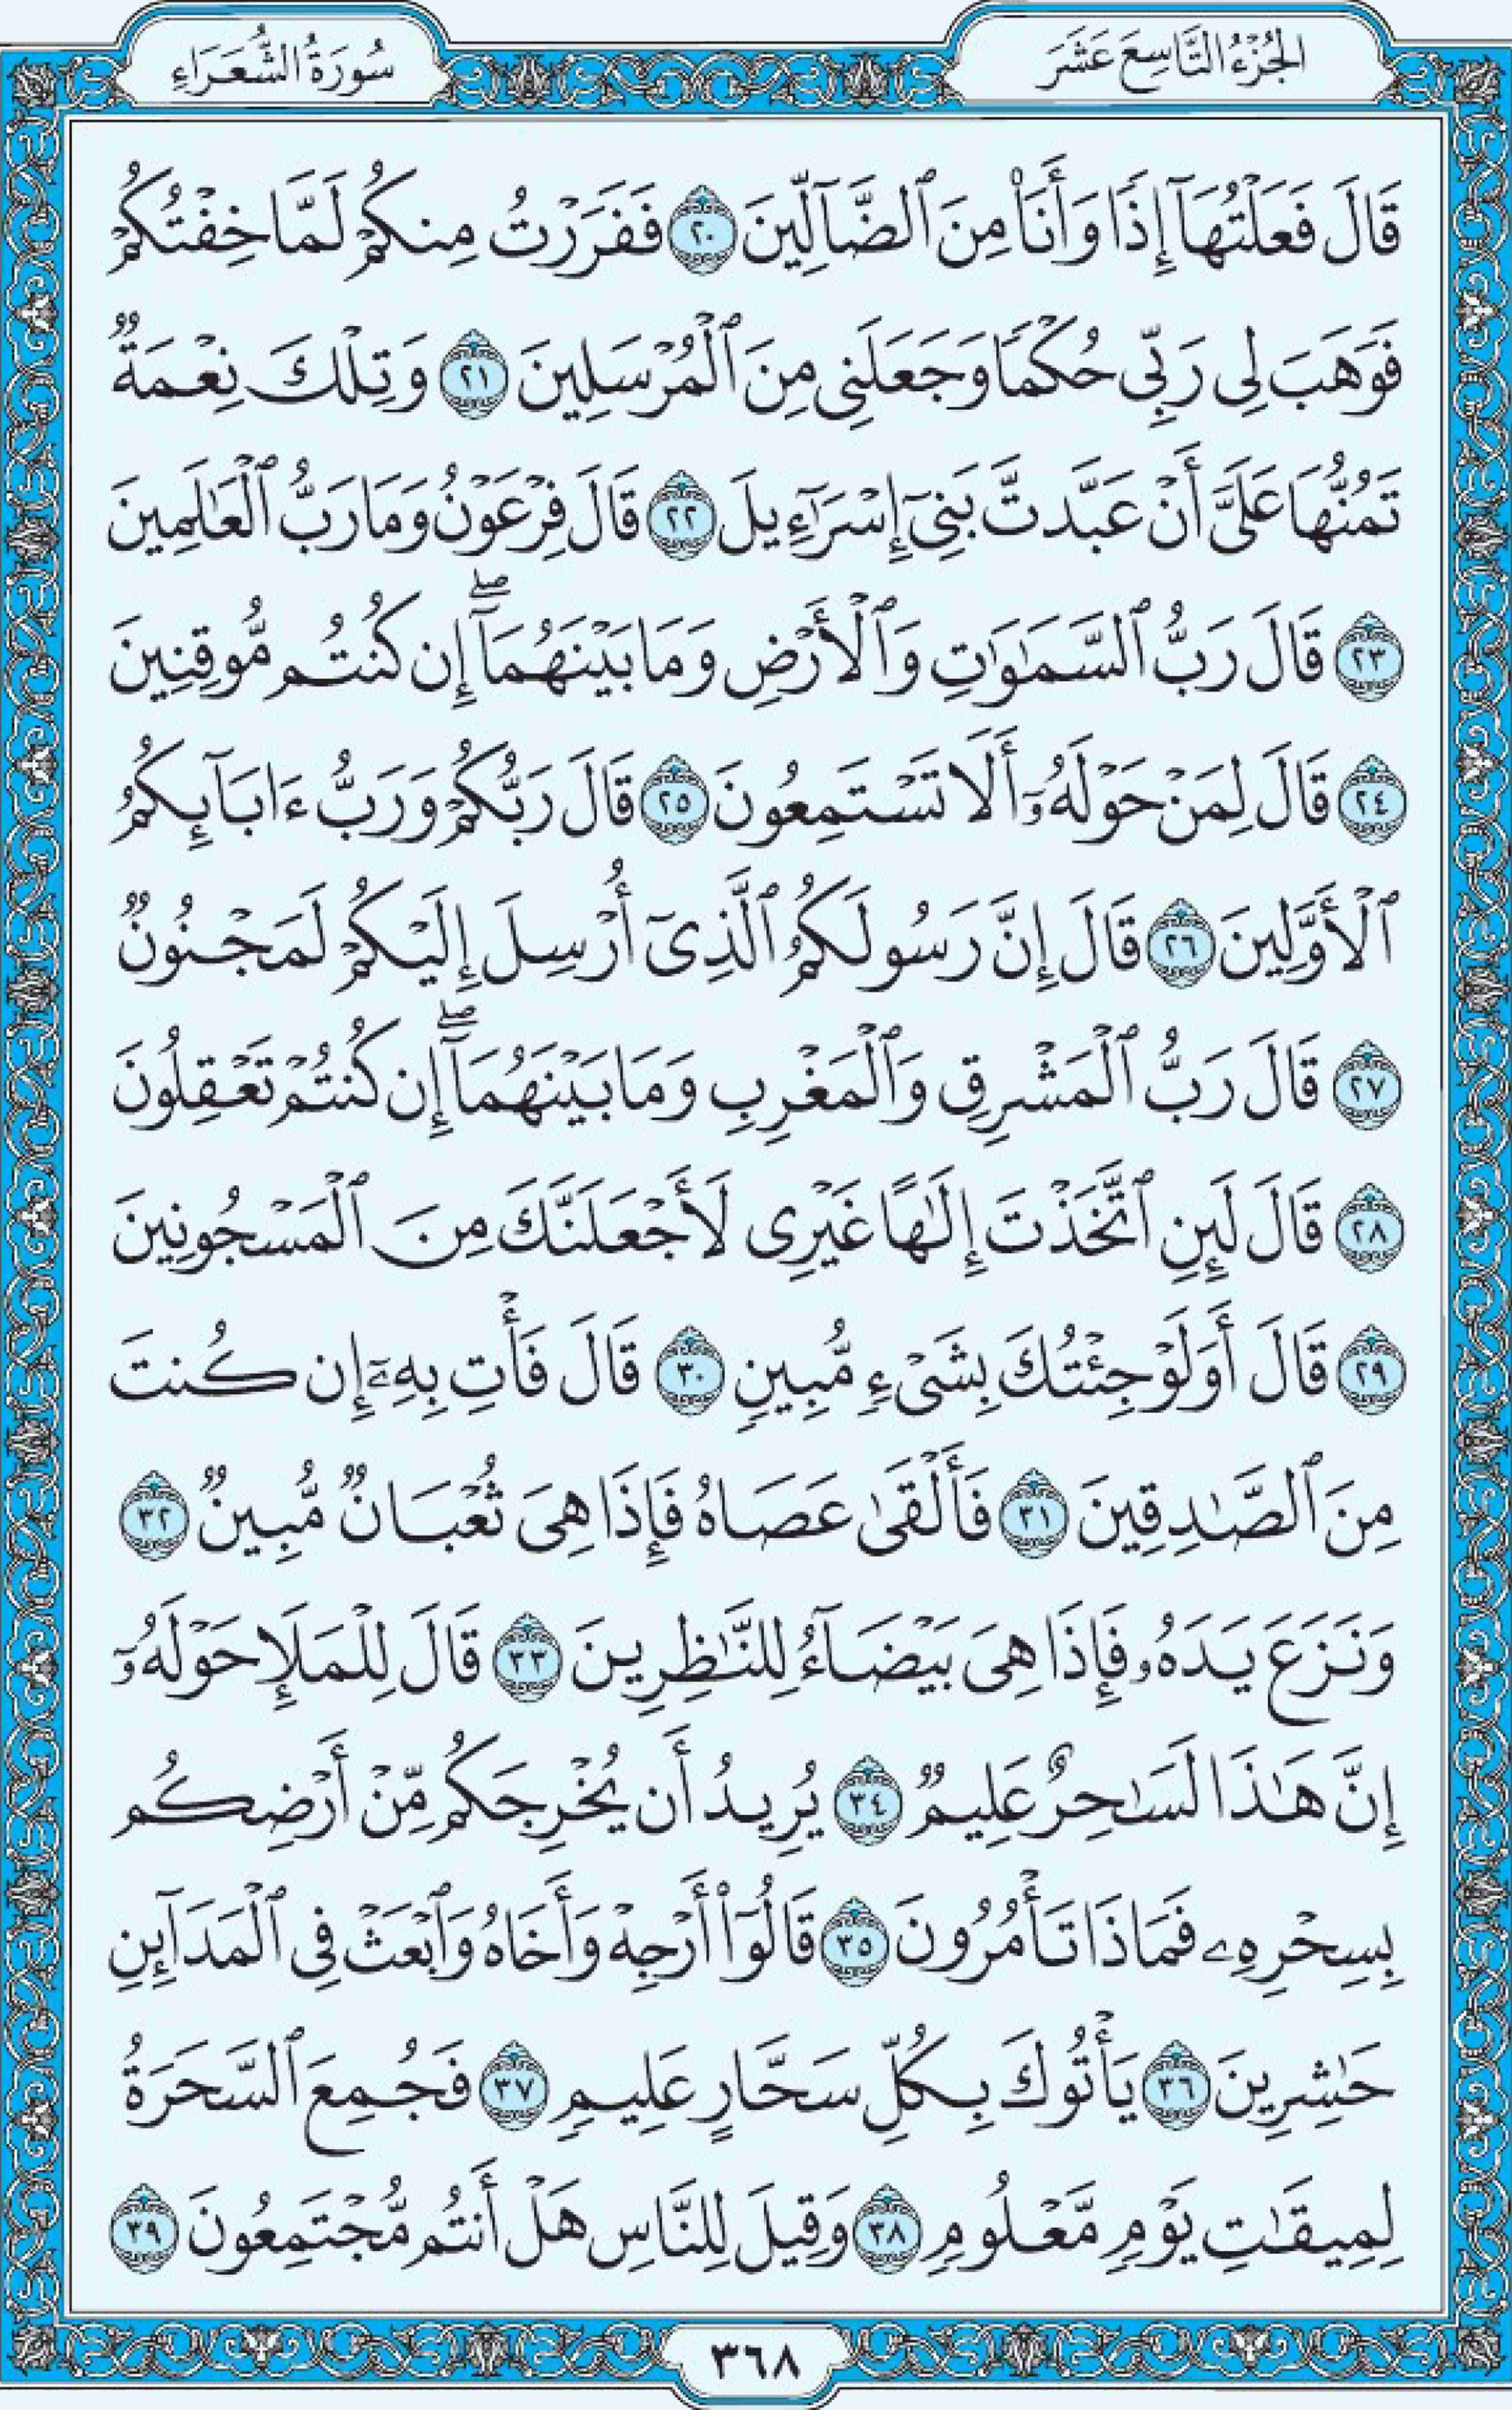 الجُزْءُ التَّاسِعَ عَشَرَ
سُورَةُ الشُّعَرَاءِ
قَالَ فَعَلْتُهَآ إِذًا وَأَنَا۠ مِنَ ٱلضَّآلِّينَ ٢٠ فَفَرَرْتُ مِنكُمْ لَمَّا خِفْتُكُمْ
فَوَهَبَ لِى رَبِّى حُكْمًا وَجَعَلَنِى مِنَ ٱلْمُرْسَلِينَ ٢١ وَتِلْكَ نِعْمَةٌ
تَمُنُّهَا عَلَىَّ أَنْ عَبَّدتَّ بَنِىٓ إِسْرَٰٓءِيلَ ٢٢ قَالَ فِرْعَوْنُ وَمَا رَبُّ ٱلْعَٰلَمِينَ
٢٣ قَالَ رَبُّ ٱلسَّمَٰوَٰتِ وَٱلْأَرْضِ وَمَا بَيْنَهُمَآ ۖ إِن كُنتُم مُّوقِنِينَ
٢٤ قَالَ لِمَنْ حَوْلَهُۥٓ أَلَا تَسْتَمِعُونَ ٢٥ قَالَ رَبُّكُمْ وَرَبُّ ءَابَآئِكُمُ
ٱلْأَوَّلِينَ ٢٦ قَالَ إِنَّ رَسُولَكُمُ ٱلَّذِىٓ أُرْسِلَ إِلَيْكُمْ لَمَجْنُونٌ
٢٧ قَالَ رَبُّ ٱلْمَشْرِقِ وَٱلْمَغْرِبِ وَمَا بَيْنَهُمَآ ۖ إِن كُنتُمْ تَعْقِلُونَ
٢٨ قَالَ لَئِنِ ٱتَّخَذْتَ إِلَٰهًا غَيْرِى لَأَجْعَلَنَّكَ مِنَ ٱلْمَسْجُونِينَ
٢٩ قَالَ أَوَلَوْ جِئْتُكَ بِشَىْءٍ مُّبِينٍ ٣٠ قَالَ فَأْتِ بِهِۦٓ إِن كُنتَ
مِنَ ٱلصَّٰدِقِينَ ٣١ فَأَلْقَىٰ عَصَاهُ فَإِذَا هِىَ ثُعْبَانٌ مُّبِينٌ ٣٢
وَنَزَعَ يَدَهُۥ فَإِذَا هِىَ بَيْضَآءُ لِلنَّٰظِرِينَ ٣٣ قَالَ لِلْمَلَإِ حَوْلَهُۥٓ
إِنَّ هَٰذَا لَسَٰحِرٌ عَلِيمٌ ٣٤ يُرِيدُ أَن يُخْرِجَكُم مِّنْ أَرْضِكُم
بِسِحْرِهِۦ فَمَاذَا تَأْمُرُونَ ٣٥ قَالُوٓا۟ أَرْجِهْ وَأَخَاهُ وَٱبْعَثْ فِى ٱلْمَدَآئِنِ
حَٰشِرِينَ ٣٦ يَأْتُوكَ بِكُلِّ سَحَّارٍ عَلِيمٍ ٣٧ فَجُمِعَ ٱلسَّحَرَةُ
لِمِيقَٰتِ يَوْمٍ مَّعْلُومٍ ٣٨ وَقِيلَ لِلنَّاسِ هَلْ أَنتُم مُّجْتَمِعُونَ ٣٩
٣٦٨